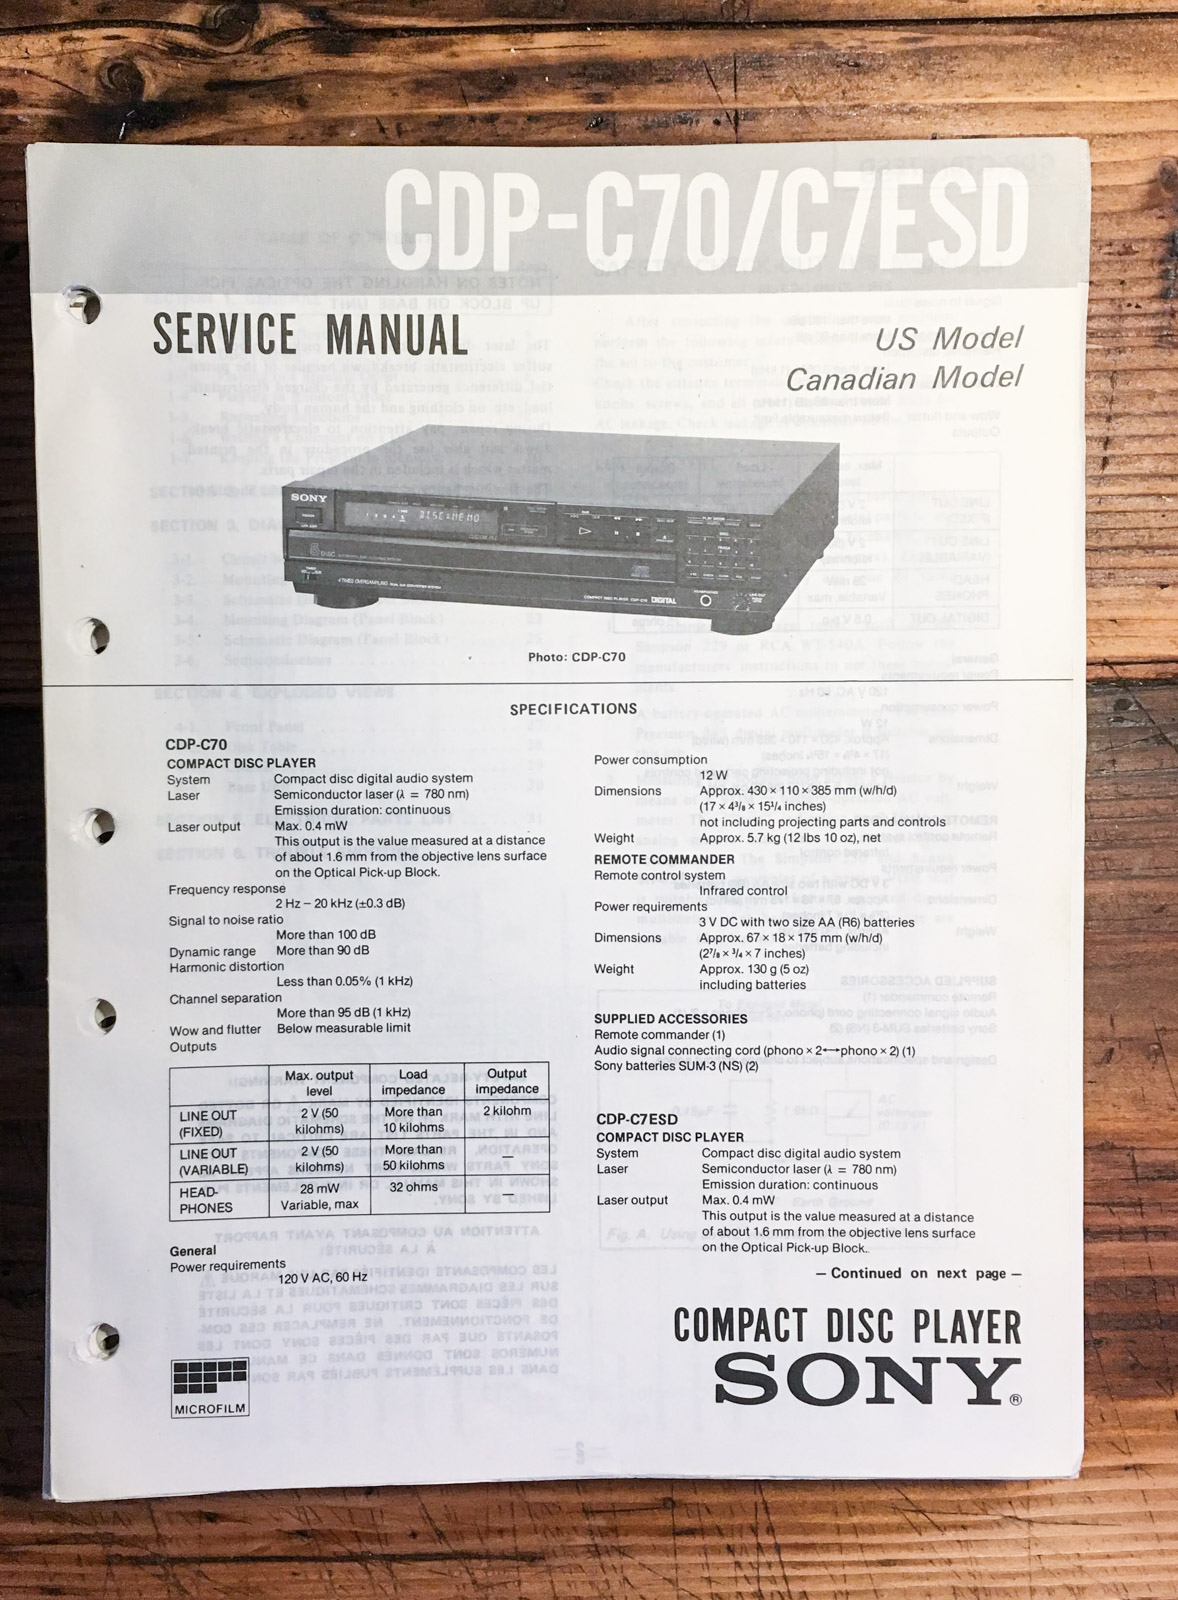 CDP-C70/C7ESD
SERVICE MANUAL
US Model
Canadian Model
SONY
DISC:MEMO
5 DISC
4 TIMES OVERSAMPLING
COMPACT DISC PLAYER CDP-C70
DIGITAL
Photo: CDP-C70
SPECIFICATIONS
CDP-C70
COMPACT DISC PLAYER
System Compact disc digital audio system
Laser Semiconductor laser (λ = 780 nm)
Emission duration: continuous
Laser output Max. 0.4 mW
This output is the value measured at a distance
of about 1.6 mm from the objective lens surface
on the Optical Pick-up Block.
Frequency response
2 Hz – 20 kHz (±0.3 dB)
Signal to noise ratio
More than 100 dB
Dynamic range More than 90 dB
Harmonic distortion
Less than 0.05% (1 kHz)
Channel separation
More than 95 dB (1 kHz)
Wow and flutter Below measurable limit
Outputs
Max. output level Load impedance Output impedance
LINE OUT (FIXED) 2 V (50 kilohms) More than 10 kilohms 2 kilohm
LINE OUT (VARIABLE) 2 V (50 kilohms) More than 50 kilohms —
HEAD-PHONES 28 mW Variable, max 32 ohms —
General
Power requirements
120 V AC, 60 Hz
Power consumption
12 W
Dimensions Approx. 430 × 110 × 385 mm (w/h/d)
(17 × 4³/₈ × 15¹/₄ inches)
not including projecting parts and controls
Weight Approx. 5.7 kg (12 lbs 10 oz), net
REMOTE COMMANDER
Remote control system
Infrared control
Power requirements
3 V DC with two size AA (R6) batteries
Dimensions Approx. 67 × 18 × 175 mm (w/h/d)
(2⁷/₈ × ³/₄ × 7 inches)
Weight Approx. 130 g (5 oz)
including batteries
SUPPLIED ACCESSORIES
Remote commander (1)
Audio signal connecting cord (phono × 2↔phono × 2) (1)
Sony batteries SUM-3 (NS) (2)
CDP-C7ESD
COMPACT DISC PLAYER
System Compact disc digital audio system
Laser Semiconductor laser (λ = 780 nm)
Emission duration: continuous
Laser output Max. 0.4 mW
This output is the value measured at a distance
of about 1.6 mm from the objective lens surface
on the Optical Pick-up Block.
— Continued on next page —
MICROFILM
COMPACT DISC PLAYER
SONY®